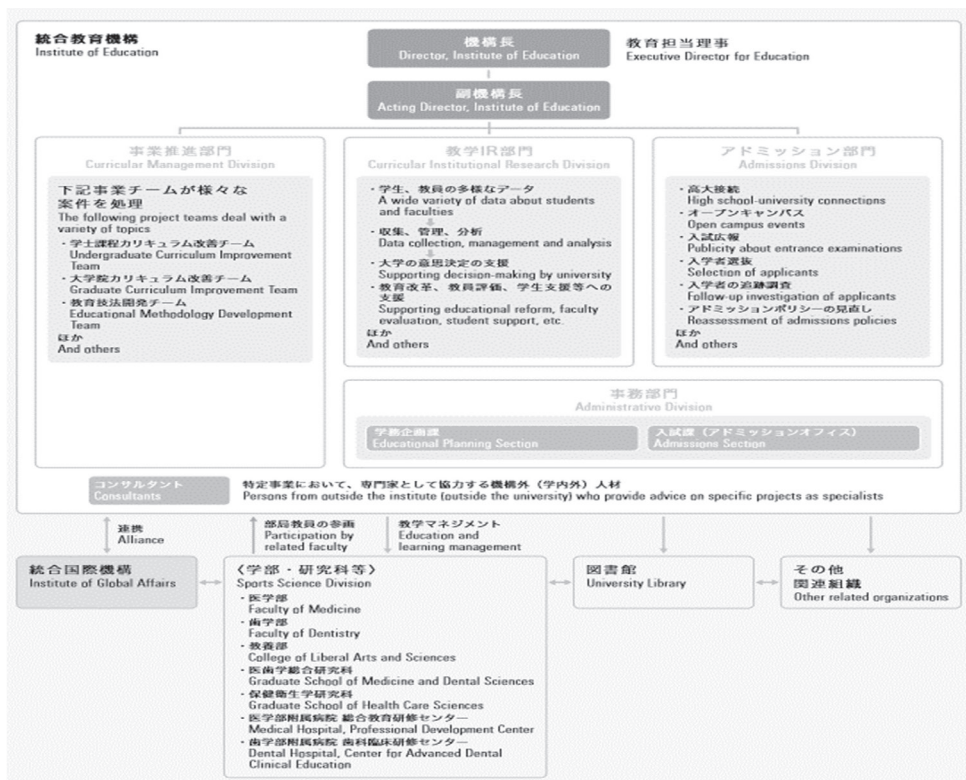 統合教育機構
Institute of Education
機構長
Director, Institute of Education
教育担当理事
Executive Director for Education
副機構長
Acting Director, Institute of Education
事業推進部門
Curricular Management Division
下記事業チームが様々な
案件を処理
The following project teams deal with a
variety of topics
・学士課程カリキュラム改善チーム
Undergraduate Curriculum Improvement
Team
・大学院カリキュラム改善チーム
Graduate Curriculum Improvement Team
・教育技法開発チーム
Educational Methodology Development
Team
ほか
And others
教学IR部門
Curricular Institutional Research Division
・学生、教員の多様なデータ
A wide variety of data about students
and faculties
・収集、管理、分析
Data collection, management and analysis
・大学の意思決定の支援
Supporting decision-making by university
・教育改革、教員評価、学生支援等への
支援
Supporting educational reform, faculty
evaluation, student support, etc.
ほか
And others
アドミッション部門
Admissions Division
・高大接続
High school-university connections
・オープンキャンパス
Open campus events
・入試広報
Publicity about entrance examinations
・入学者選抜
Selection of applicants
・入学者の追跡調査
Follow-up investigation of applicants
・アドミッションポリシーの見直し
Reassessment of admissions policies
ほか
And others
事務部門
Administrative Division
学務企画課
Educational Planning Section
入試課（アドミッションオフィス）
Admissions Section
コンサルタント
Consultants
特定事業において、専門家として協力する機構外（学内外）人材
Persons from outside the institute (outside the university) who provide advice on specific projects as specialists
連携
Alliance
部局教員の参画
Participation by
related faculty
教学マネジメント
Education and
learning management
統合国際機構
Institute of Global Affairs
〈学部・研究科等〉
Sports Science Division
・医学部
Faculty of Medicine
・歯学部
Faculty of Dentistry
・教養部
College of Liberal Arts and Sciences
・医歯学総合研究科
Graduate School of Medicine and Dental Sciences
・保健衛生学研究科
Graduate School of Health Care Sciences
・医学部附属病院 総合教育研修センター
Medical Hospital, Professional Development Center
・歯学部附属病院 歯科臨床研修センター
Dental Hospital, Center for Advanced Dental
Clinical Education
図書館
University Library
その他
関連組織
Other related organizations